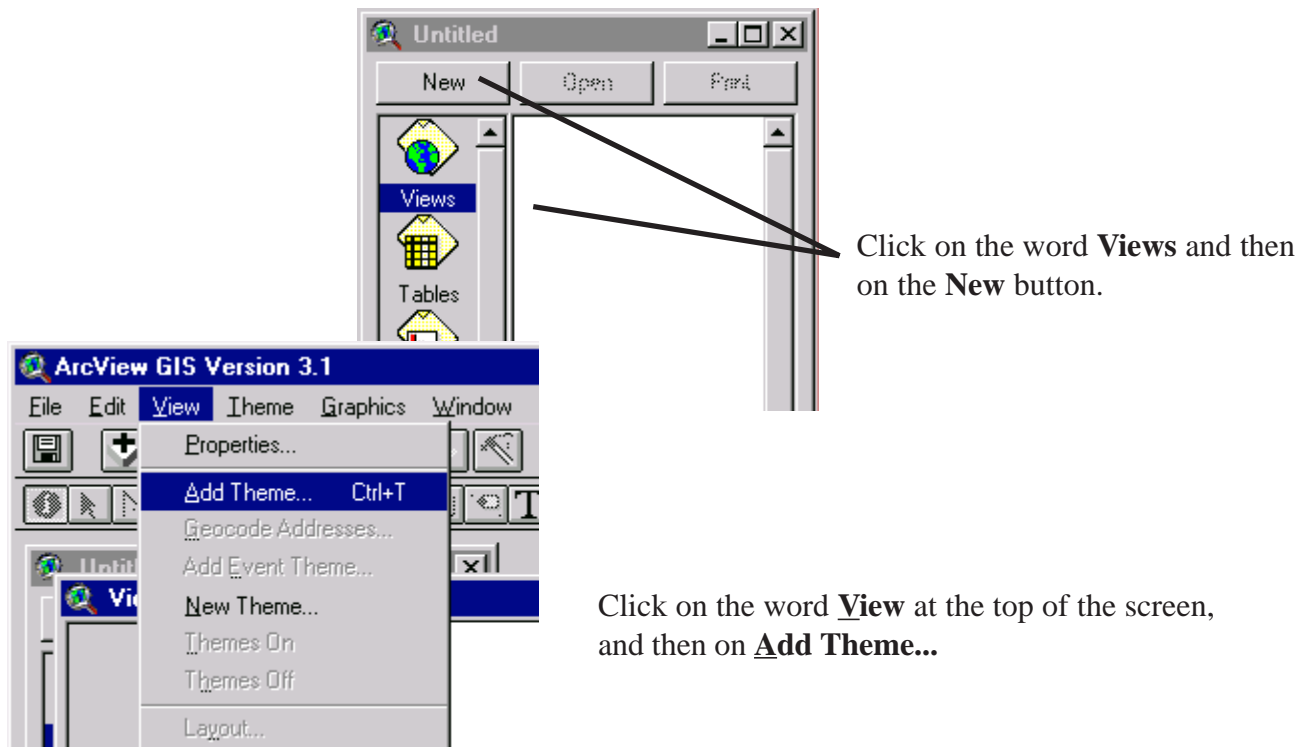 Untitled
New Open Print
Views
Tables
Click on the word Views and then
on the New button.
ArcView GIS Version 3.1
File Edit View Theme Graphics Window
Properties...
Add Theme... Ctrl+T
Geocode Addresses...
Add Event Theme...
New Theme...
Themes On
Themes Off
Layout...
Untit
Vie
T
Click on the word View at the top of the screen,
and then on Add Theme...